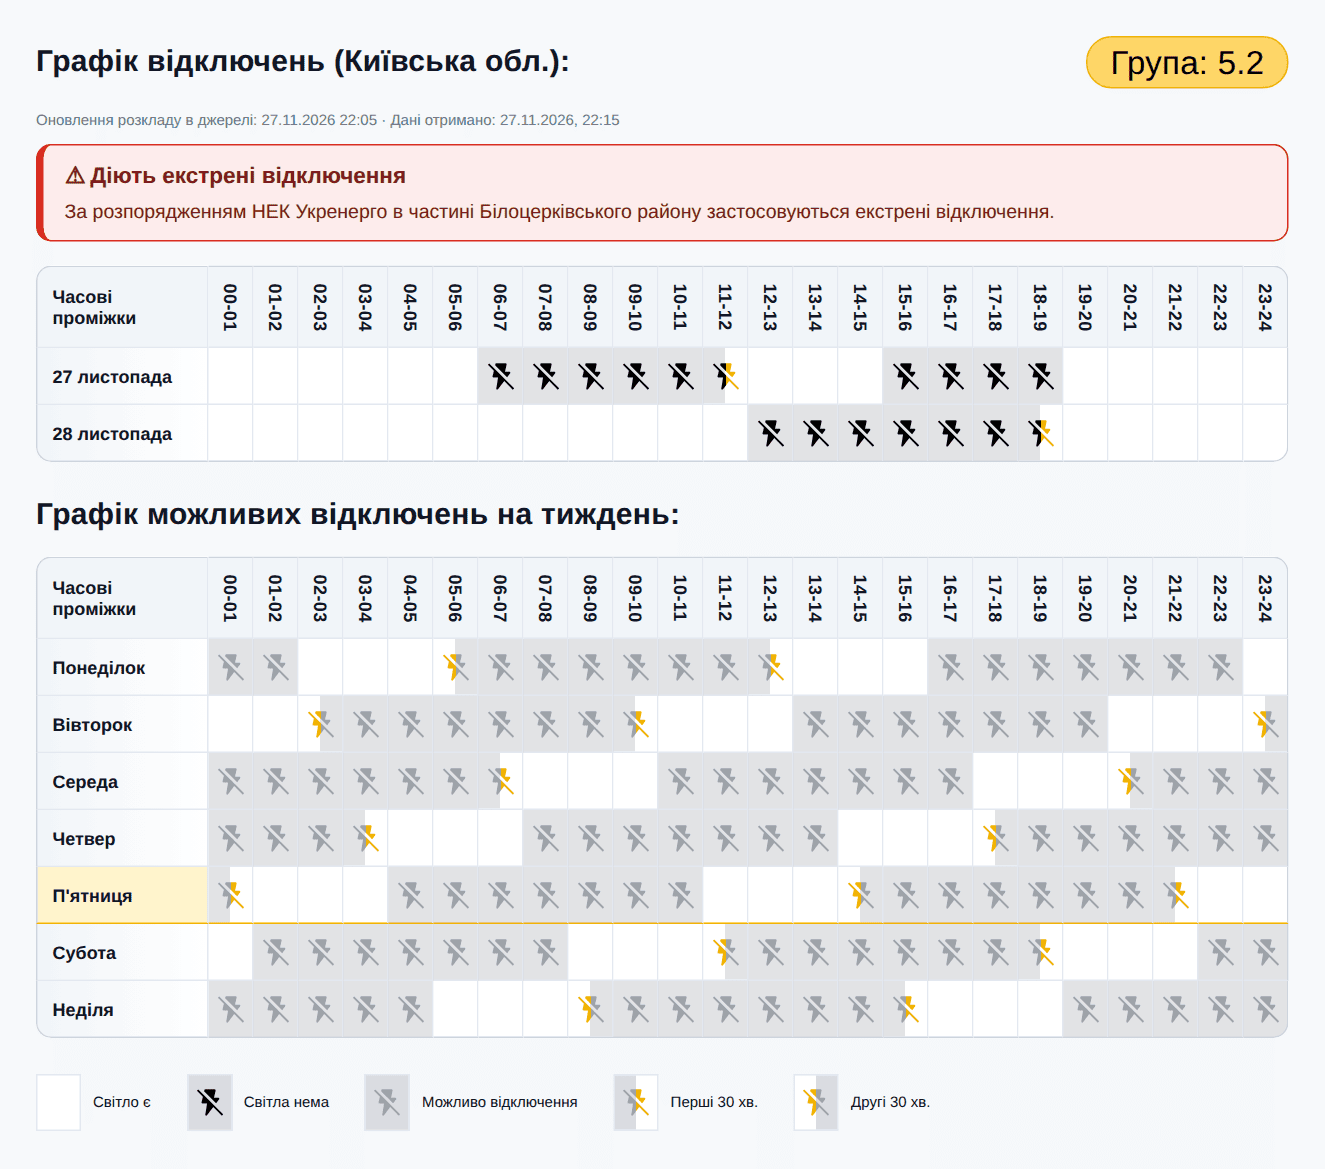 Графік відключень (Київська обл.):
Група: 5.2
Оновлення розкладу в джерелі: 27.11.2026 22:05 · Дані отримано: 27.11.2026, 22:15
⚠ Діють екстрені відключення
За розпорядженням НЕК Укренерго в частині Білоцерківського району застосовуються екстрені відключення.
Часові
проміжки
00-01 01-02 02-03 03-04 04-05 05-06 06-07 07-08 08-09 09-10 10-11 11-12 12-13 13-14 14-15 15-16 16-17 17-18 18-19 19-20 20-21 21-22 22-23 23-24
27 листопада
28 листопада
Графік можливих відключень на тиждень:
Часові
проміжки
00-01 01-02 02-03 03-04 04-05 05-06 06-07 07-08 08-09 09-10 10-11 11-12 12-13 13-14 14-15 15-16 16-17 17-18 18-19 19-20 20-21 21-22 22-23 23-24
Понеділок
Вівторок
Середа
Четвер
П'ятниця
Субота
Неділя
Світло є
Світла нема
Можливо відключення
Перші 30 хв.
Другі 30 хв.